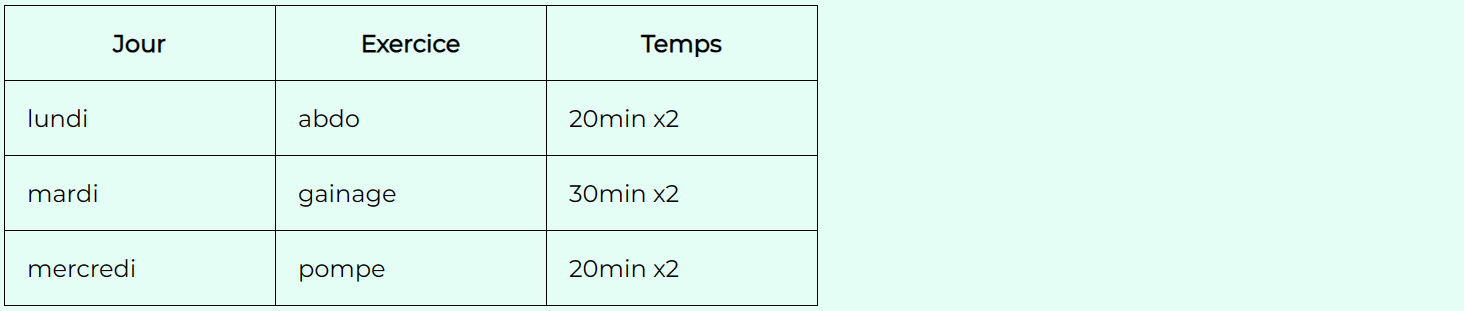 Jour Exercice Temps
lundi abdo 20min x2
mardi gainage 30min x2
mercredi pompe 20min x2